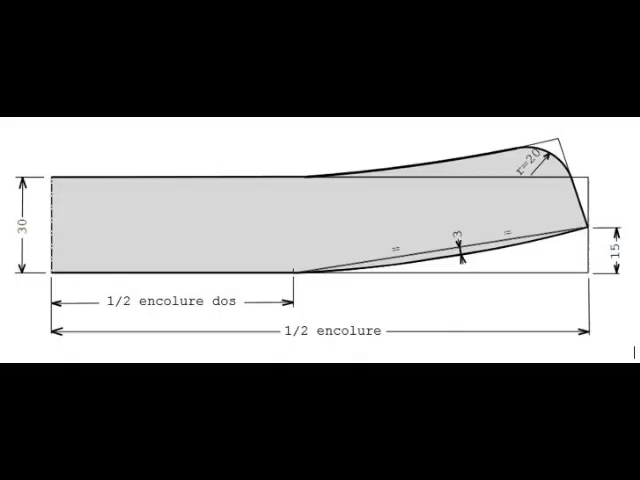 r=20
30
3
=
=
15
1/2 encolure dos
1/2 encolure